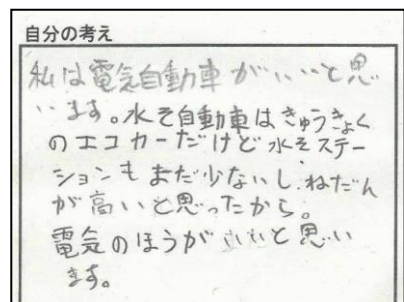 自分の考え
私は電気自動車がいいと思
います。水そ自動車はきゅうきょく
のエコカーだけど水そステー
ションもまだ少ないし、ねだん
が高いと思ったから。
電気のほうがいいと思い
ます。